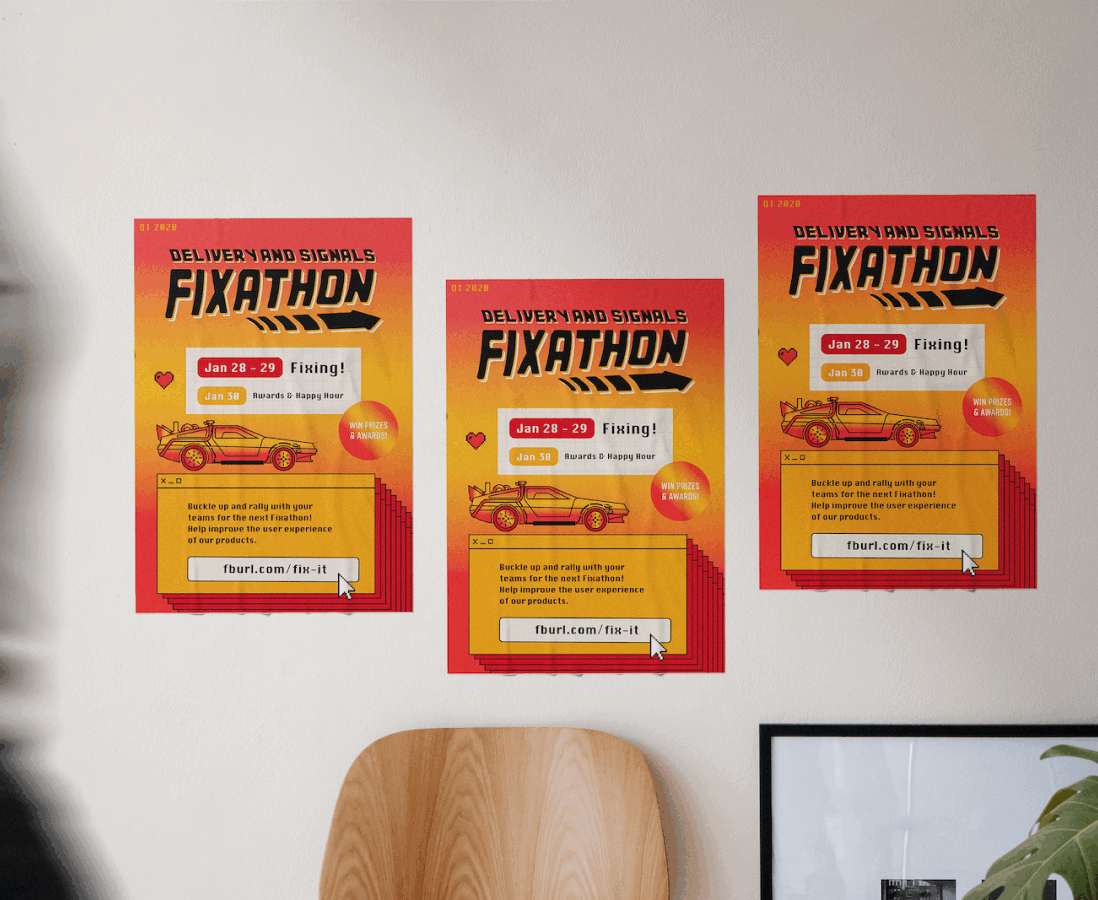 Q1 2020
DELIVERY AND SIGNALS
FIXATHON
Jan 28 - 29 Fixing!
Jan 30 Awards & Happy Hour
WIN PRIZES
& AWARDS!
Buckle up and rally with your
teams for the next Fixathon!
Help improve the user experience
of our products.
fburl.com/fix-it
Q1 2020
DELIVERY AND SIGNALS
FIXATHON
Jan 28 - 29 Fixing!
Jan 30 Awards & Happy Hour
WIN PRIZES
& AWARDS!
Buckle up and rally with your
teams for the next Fixathon!
Help improve the user experience
of our products.
fburl.com/fix-it
Q1 2020
DELIVERY AND SIGNALS
FIXATHON
Jan 28 - 29 Fixing!
Jan 30 Awards & Happy Hour
WIN PRIZES
& AWARDS!
Buckle up and rally with your
teams for the next Fixathon!
Help improve the user experience
of our products.
fburl.com/fix-it